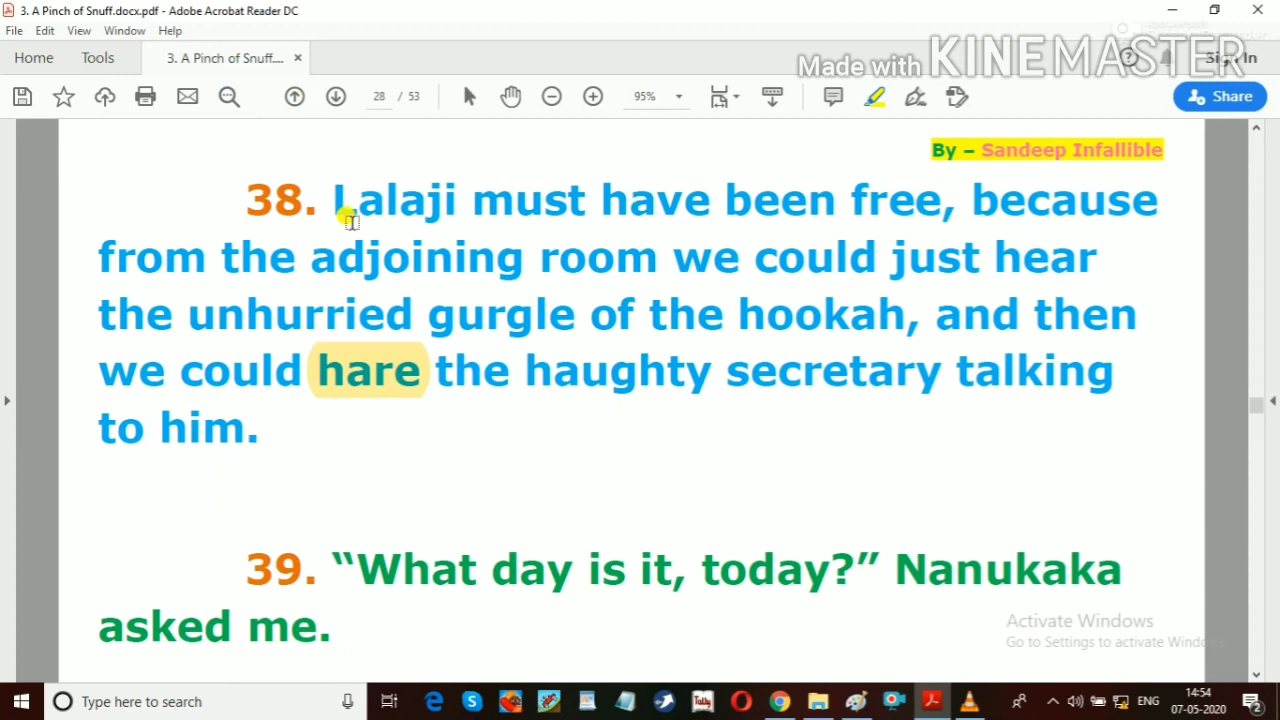 3. A Pinch of Snuff.docx.pdf - Adobe Acrobat Reader DC
File Edit View Window Help
Home Tools 3. A Pinch of Snuff.... × Sign In
Made with KINEMASTER
28 / 53 95% Share
By – Sandeep Infallible
38. Lalaji must have been free, because
from the adjoining room we could just hear
the unhurried gurgle of the hookah, and then
we could hare the haughty secretary talking
to him.
39. “What day is it, today?” Nanukaka
asked me.
Activate Windows
Go to Settings to activate Windows
Type here to search
Tally
ENG
14:54
07-05-2020
2